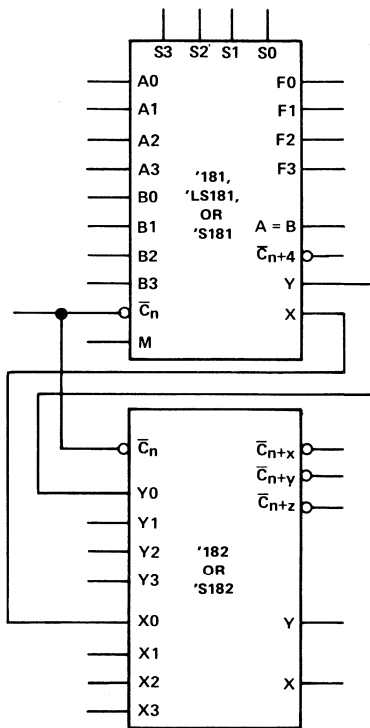 S3 S2' S1 S0
A0 F0
A1 F1
A2 F2
A3 F3
'181,
B0 'LS181,
OR
B1 'S181 A = B
B2 C̅n+4
B3 Y
C̅n X
M
C̅n C̅n+x
C̅n+y
Y0 C̅n+z
Y1
Y2 '182
Y3 OR
'S182
X0 Y
X1
X2 X
X3